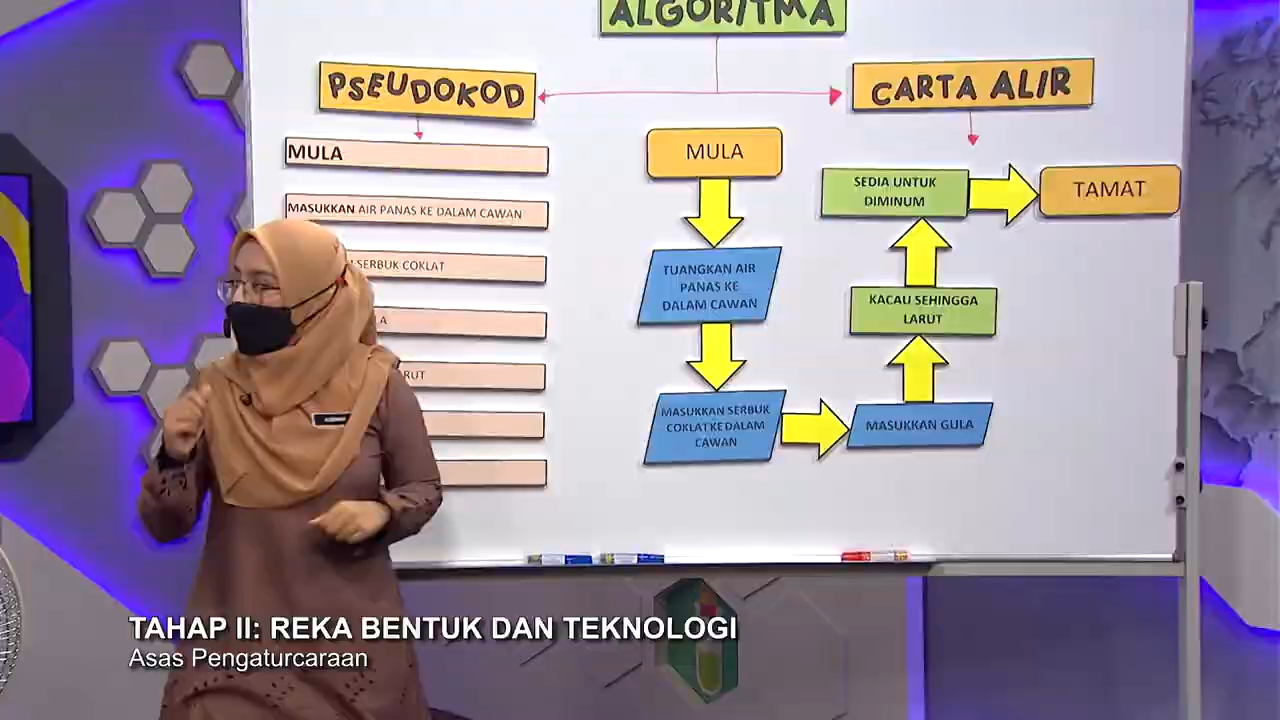 ALGORITMA
PSEUDOKOD
CARTA ALIR
MULA
MASUKKAN AIR PANAS KE DALAM CAWAN
SERBUK COKLAT
MULA
TUANGKAN AIR
PANAS KE
DALAM CAWAN
MASUKKAN SERBUK
COKLAT KE DALAM
CAWAN
MASUKKAN GULA
KACAU SEHINGGA
LARUT
SEDIA UNTUK
DIMINUM
TAMAT
TAHAP II: REKA BENTUK DAN TEKNOLOGI
Asas Pengaturcaraan